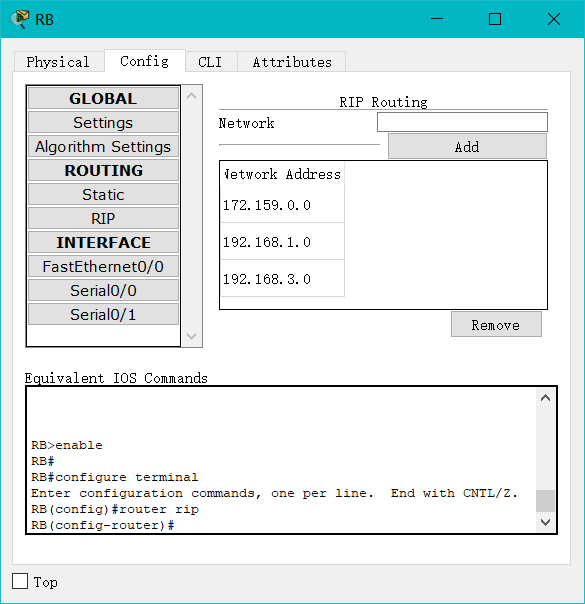 RB
Physical Config CLI Attributes
GLOBAL
Settings
Algorithm Settings
ROUTING
Static
RIP
INTERFACE
FastEthernet0/0
Serial0/0
Serial0/1
RIP Routing
Network
Add
Network Address
172.159.0.0
192.168.1.0
192.168.3.0
Remove
Equivalent IOS Commands
RB>enable
RB#
RB#configure terminal
Enter configuration commands, one per line.  End with CNTL/Z.
RB(config)#router rip
RB(config-router)#
Top